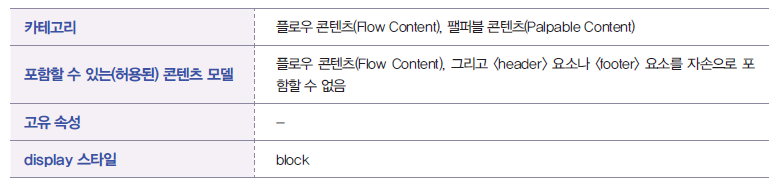 카테고리 플로우 콘텐츠(Flow Content), 팰퍼블 콘텐츠(Palpable Content)
포함할 수 있는(허용된) 콘텐츠 모델 플로우 콘텐츠(Flow Content), 그리고 〈header〉 요소나 〈footer〉 요소를 자손으로 포
함할 수 없음
고유 속성 –
display 스타일 block